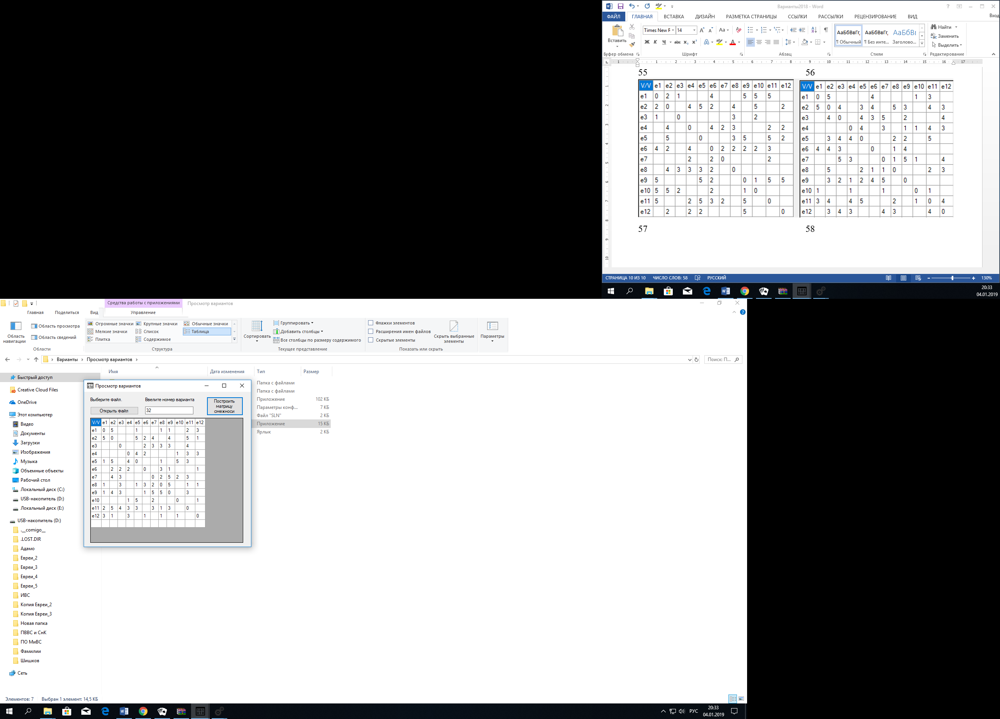 Варианты2018 - Word
ФАЙЛ ГЛАВНАЯ ВСТАВКА ДИЗАЙН РАЗМЕТКА СТРАНИЦЫ ССЫЛКИ РАССЫЛКИ РЕЦЕНЗИРОВАНИЕ ВИД Вход
Вставить
Times New F 14
Ж К Ч abc x₂ x²
АаБбВвГг, АаБбВвГг, АаБбВı
¶ Обычный ¶ Без инте... Заголово...
Найти
Заменить
Выделить
Буфер обмена Шрифт Абзац Стили Редактирование
1 1 2 3 4 5 6 7 8 9 10 11 12 13 14 15 16 17
55 56
V/V e1 e2 e3 e4 e5 e6 e7 e8 e9 e10 e11 e12
e1 0 2 1 4 5 5 5
e2 2 0 4 5 2 4 5 2
e3 1 0 3 2
e4 4 0 4 2 3 2 2
e5 5 0 3 5 5 2
e6 4 2 4 0 2 2 2 2 3
e7 2 2 0 2
e8 4 3 3 3 2 0
e9 5 5 2 0 1 5 5
e10 5 5 2 2 1 0
e11 5 2 5 3 2 5 0
e12 2 2 2 5 0
V/V e1 e2 e3 e4 e5 e6 e7 e8 e9 e10 e11 e12
e1 0 5 4 1 3
e2 5 0 4 3 4 5 3 4 3
e3 4 0 4 3 5 2 4
e4 0 4 3 1 1 4 3
e5 3 4 4 0 2 2 5
e6 4 4 3 0 1 4
e7 5 3 0 1 5 1 4
e8 5 2 1 1 0 2 3
e9 3 2 1 2 4 5 0
e10 1 1 1 0 1
e11 3 4 4 5 2 1 0 4
e12 3 4 3 4 3 4 0
57 58
СТРАНИЦА 10 ИЗ 10 ЧИСЛО СЛОВ: 58 РУССКИЙ 130%
20:33
04.01.2019
Средства работы с приложениями Просмотр вариантов
Главная Поделиться Вид Управление
Область навигации
Область просмотра
Область сведений
Области
Огромные значки Крупные значки Обычные значки
Мелкие значки Список Таблица
Плитка Содержимое
Структура
Сортировать
Группировать
Добавить столбцы
Все столбцы по размеру содержимого
Текущее представление
Флажки элементов
Расширения имен файлов
Скрытые элементы
Скрыть выбранные элементы
Показать или скрыть
Параметры
Варианты Просмотр вариантов
Поиск: П...
Имя Дата изменения Тип Размер
Папка с файлами
Папка с файлами
Приложение 102 КБ
Параметры конф... 7 КБ
Файл "SLN" 2 КБ
Приложение 15 КБ
Ярлык 2 КБ
Быстрый доступ
Creative Cloud Files
OneDrive
Этот компьютер
Видео
Документы
Загрузки
Изображения
Музыка
Объемные объекты
Рабочий стол
Локальный диск (C:)
USB-накопитель (D:)
Локальный диск (E:)
USB-накопитель (D:)
.__comigo__
.LOST.DIR
Адамо
Евреи_2
Евреи_3
Евреи_4
Евреи_5
ИВС
Копия Евреи_2
Копия Евреи_3
Новая папка
ПВВС и СнК
ПО МиВС
Фамилии
Шишков
Сеть
Просмотр вариантов
Выберите файл.
Ввелите номер варианта
Открыть файл
32
Построить
матрицу
смежноси
V/V e1 e2 e3 e4 e5 e6 e7 e8 e9 e10 e11 e12
e1 0 5 1 1 1 2 3
e2 5 0 5 2 4 4 5 1
e3 0 2 3 3 3 4
e4 0 4 2 1 3 3
e5 1 5 4 0 1 5 3
e6 2 2 2 0 3 1 1
e7 4 3 0 2 5 2 3
e8 1 3 1 3 2 0 5 1 1
e9 1 4 3 1 5 5 0 3
e10 1 5 2 0 1
e11 2 5 4 3 3 3 1 3 0
e12 3 1 3 1 1 1 0
Элементов: 7 Выбран 1 элемент: 14,5 КБ
РУС
20:33
04.01.2019